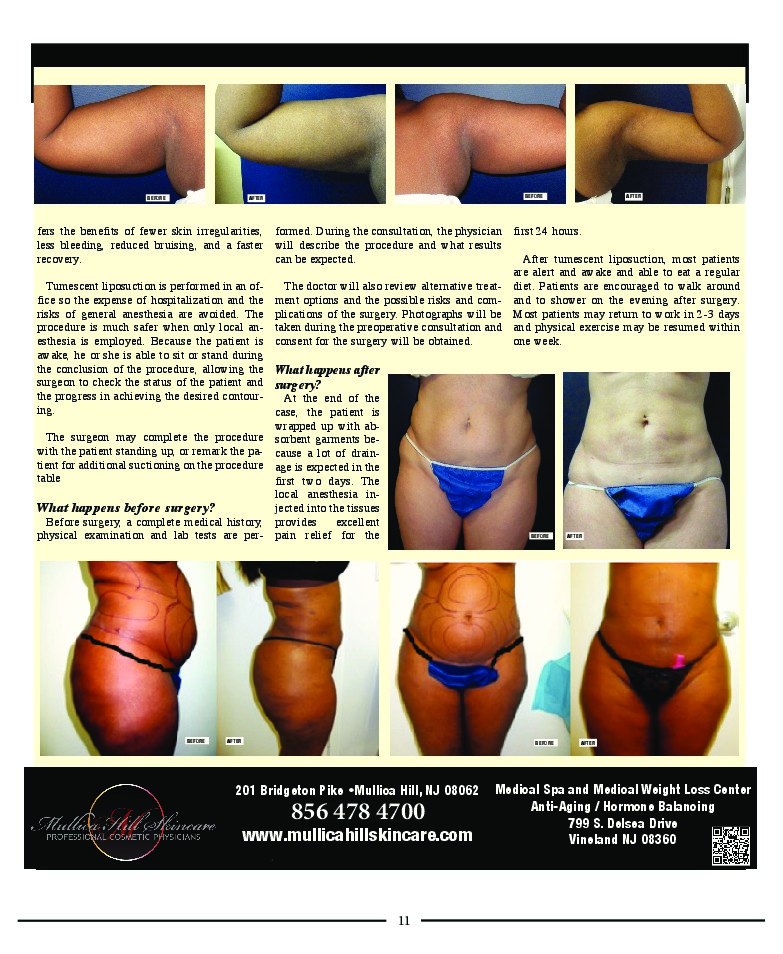 BEFORE
AFTER
BEFORE
AFTER
fers the benefits of fewer skin irregularities,
less bleeding, reduced bruising, and a faster
recovery.
Tumescent liposuction is performed in an of-
fice so the expense of hospitalization and the
risks of general anesthesia are avoided. The
procedure is much safer when only local an-
esthesia is employed. Because the patient is
awake, he or she is able to sit or stand during
the conclusion of the procedure, allowing the
surgeon to check the status of the patient and
the progress in achieving the desired contour-
ing.
The surgeon may complete the procedure
with the patient standing up, or remark the pa-
tient for additional suctioning on the procedure
table
What happens before surgery?
Before surgery, a complete medical history,
physical examination and lab tests are per-
formed. During the consultation, the physician
will describe the procedure and what results
can be expected.
The doctor will also review alternative treat-
ment options and the possible risks and com-
plications of the surgery. Photographs will be
taken during the preoperative consultation and
consent for the surgery will be obtained.
What happens after
surgery?
At the end of the
case, the patient is
wrapped up with ab-
sorbent garments be-
cause a lot of drain-
age is expected in the
first two days. The
local anesthesia in-
jected into the tissues
provides excellent
pain relief for the
first 24 hours.
After tumescent liposuction, most patients
are alert and awake and able to eat a regular
diet. Patients are encouraged to walk around
and to shower on the evening after surgery.
Most patients may return to work in 2-3 days
and physical exercise may be resumed within
one week.
BEFORE
AFTER
BEFORE
AFTER
BEFORE
AFTER
Mullica Hill Skincare
PROFESSIONAL COSMETIC PHYSICIANS
201 Bridgeton Pike •Mullica Hill, NJ 08062
856 478 4700
www.mullicahillskincare.com
Medical Spa and Medical Weight Loss Center
Anti-Aging / Hormone Balancing
799 S. Delsea Drive
Vineland NJ 08360
11